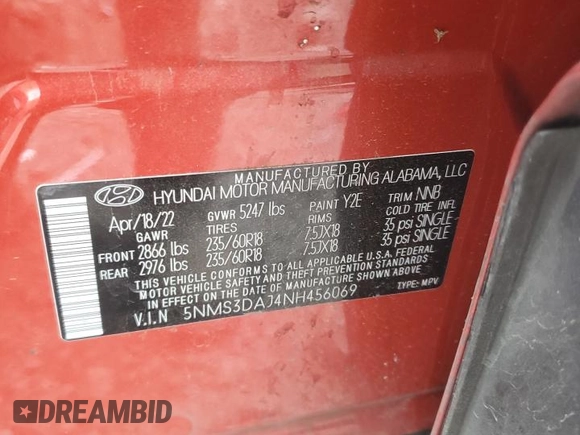 MANUFACTURED BY
HYUNDAI MOTOR MANUFACTURING ALABAMA, LLC
Apr/18/22 GVWR 5247 lbs PAINT Y2E TRIM NNB
GAWR TIRES RIMS COLD TIRE INFL
FRONT 2866 lbs 235/60R18 7.5JX18 35 psi SINGLE
REAR 2976 lbs 235/60R18 7.5JX18 35 psi SINGLE
THIS VEHICLE CONFORMS TO ALL APPLICABLE U.S.A. FEDERAL
MOTOR VEHICLE SAFETY AND THEFT PREVENTION STANDARDS
IN EFFECT ON THE DATE OF MANUFACTURE SHOWN ABOVE.
V.I.N 5NMS3DAJ4NH456069 TYPE: MPV
DREAMBID